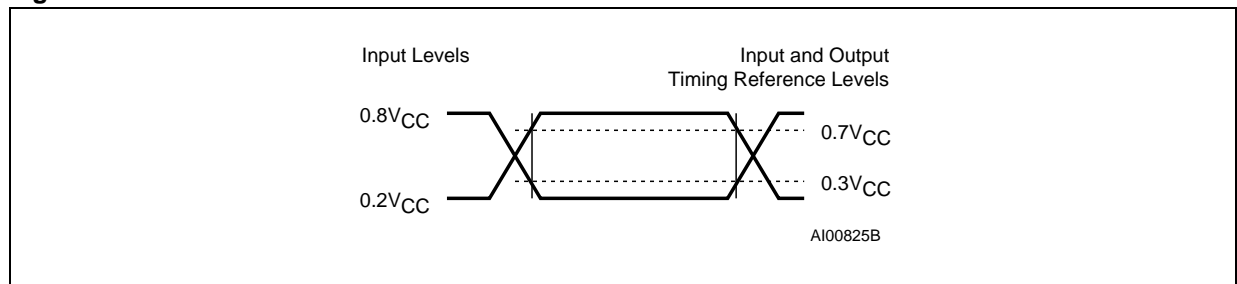 Input Levels
Input and Output
Timing Reference Levels
0.8VCC
0.7VCC
0.3VCC
0.2VCC
AI00825B